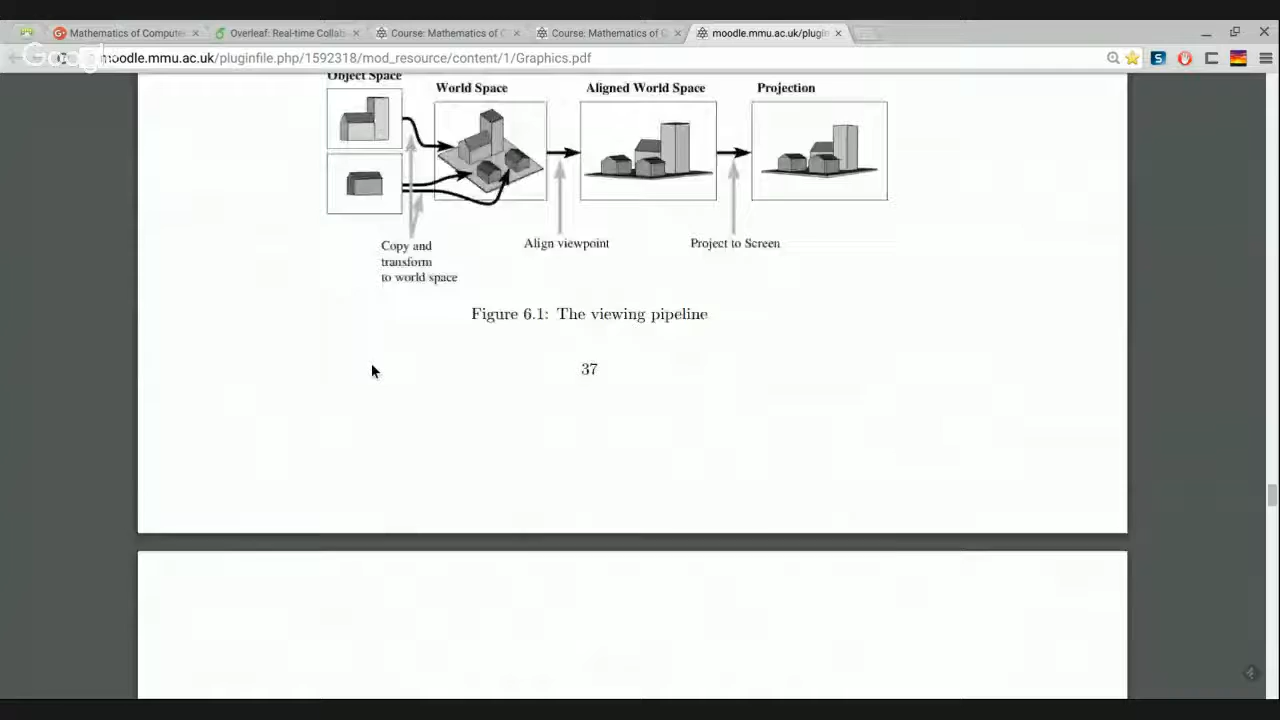 Mathematics of Compute
Overleaf: Real-time Collab
Course: Mathematics of C
Course: Mathematics of G
moodle.mmu.ac.uk/plugin
Google
moodle.mmu.ac.uk/pluginfile.php/1592318/mod_resource/content/1/Graphics.pdf
Object Space
World Space
Aligned World Space
Projection
Copy and
transform
to world space
Align viewpoint
Project to Screen
Figure 6.1: The viewing pipeline
37